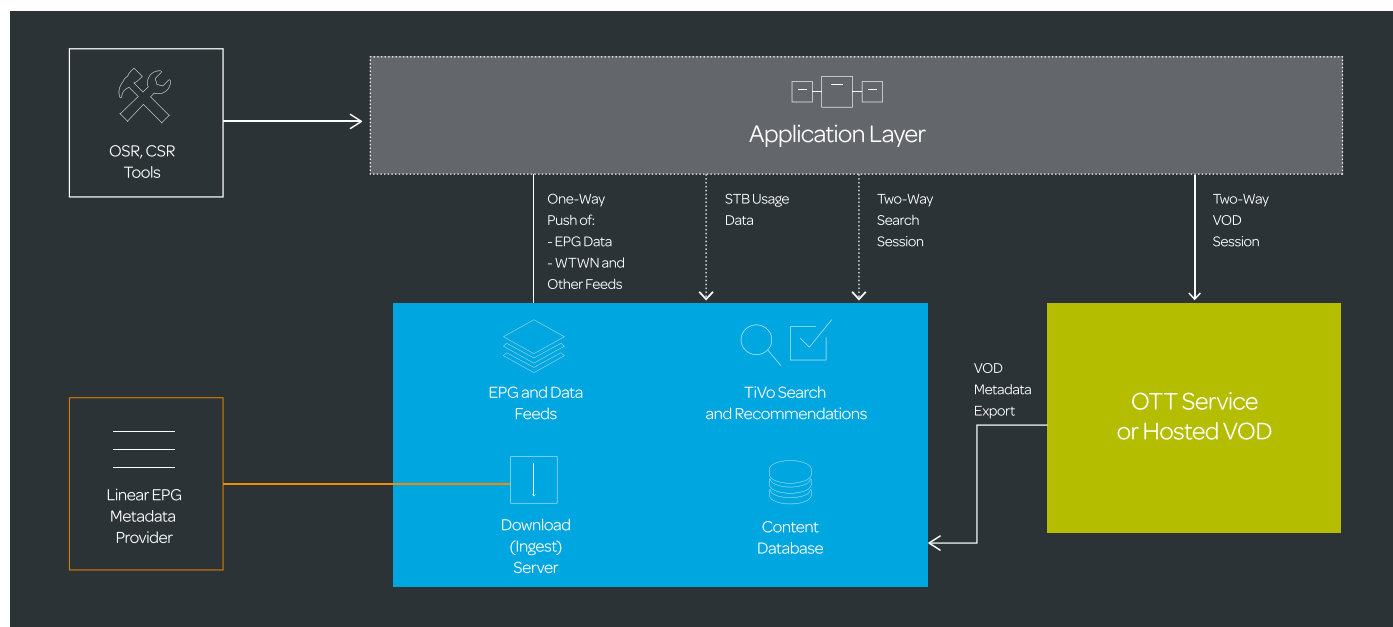 OSR, CSR
Tools
Application Layer
One-Way
Push of:
- EPG Data
- WTWN and
Other Feeds
STB Usage
Data
Two-Way
Search
Session
Two-Way
VOD
Session
EPG and Data
Feeds
TiVo Search
and Recommendations
VOD
Metadata
Export
OTT Service
or Hosted VOD
Linear EPG
Metadata
Provider
Download
(Ingest)
Server
Content
Database